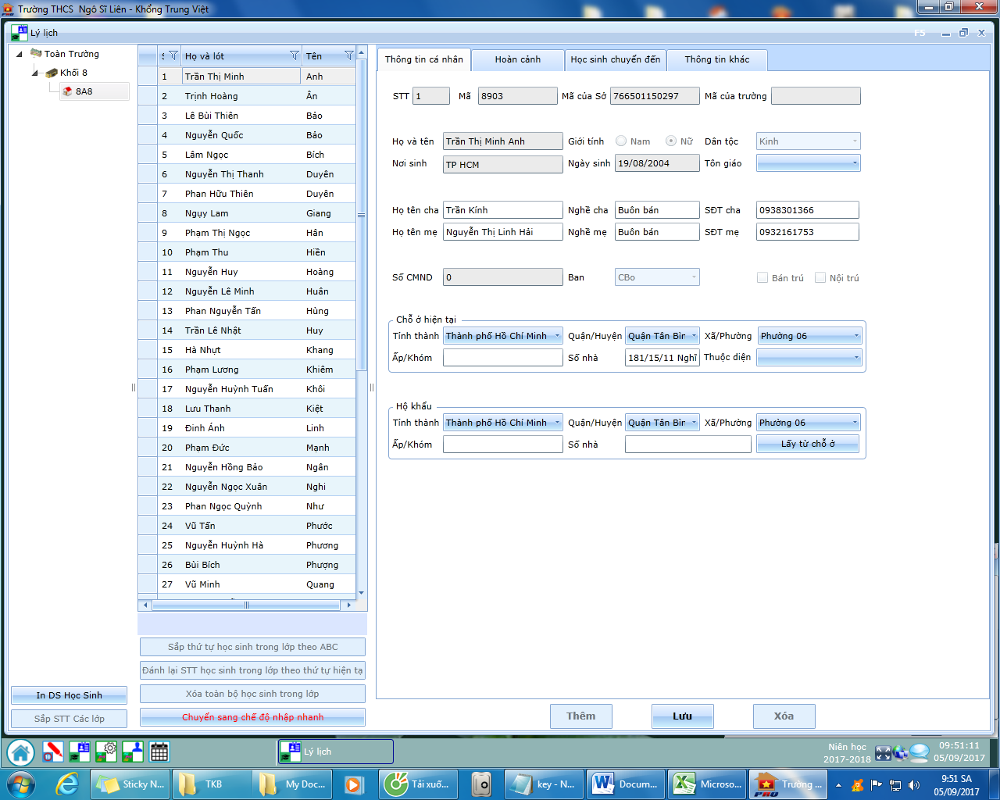 Trường THCS Ngô Sĩ Liên - Khổng Trung Việt
Lý lịch
F5
Toàn Trường
Khối 8
8A8
S Họ và lót Tên
1 Trần Thị Minh Anh
2 Trịnh Hoàng Ân
3 Lê Bùi Thiên Bảo
4 Nguyễn Quốc Bảo
5 Lâm Ngọc Bích
6 Nguyễn Thị Thanh Duyên
7 Phan Hữu Thiên Duyên
8 Ngụy Lam Giang
9 Phạm Thị Ngọc Hân
10 Phạm Thu Hiền
11 Nguyễn Huy Hoàng
12 Nguyễn Lê Minh Huân
13 Phan Nguyễn Tấn Hùng
14 Trần Lê Nhật Huy
15 Hà Nhựt Khang
16 Phạm Lương Khiêm
17 Nguyễn Huỳnh Tuấn Khôi
18 Lưu Thanh Kiệt
19 Đinh Ánh Linh
20 Phạm Đức Mạnh
21 Nguyễn Hồng Bảo Ngân
22 Nguyễn Ngọc Xuân Nghi
23 Phan Ngọc Quỳnh Như
24 Vũ Tấn Phước
25 Nguyễn Huỳnh Hà Phương
26 Bùi Bích Phượng
27 Vũ Minh Quang
Sắp thứ tự học sinh trong lớp theo ABC
Đánh lại STT học sinh trong lớp theo thứ tự hiện tạ
Xóa toàn bộ học sinh trong lớp
Chuyển sang chế độ nhập nhanh
In DS Học Sinh
Sắp STT Các lớp
Thông tin cá nhân Hoàn cảnh Học sinh chuyển đến Thông tin khác
STT 1 Mã 8903 Mã của Sở 766501150297 Mã của trường
Họ và tên Trần Thị Minh Anh Giới tính Nam Nữ Dân tộc Kinh
Nơi sinh TP HCM Ngày sinh 19/08/2004 Tôn giáo
Họ tên cha Trần Kính Nghề cha Buôn bán SĐT cha 0938301366
Họ tên mẹ Nguyễn Thị Linh Hải Nghề mẹ Buôn bán SĐT mẹ 0932161753
Số CMND 0 Ban CBo Bán trú Nội trú
Chỗ ở hiện tại
Tỉnh thành Thành phố Hồ Chí Minh Quận/Huyện Quận Tân Bìn Xã/Phường Phường 06
Ấp/Khóm Số nhà 181/15/11 Nghĩ Thuộc diện
Hộ khẩu
Tỉnh thành Thành phố Hồ Chí Minh Quận/Huyện Quận Tân Bìn Xã/Phường Phường 06
Ấp/Khóm Số nhà Lấy từ chỗ ở
Thêm Lưu Xóa
Lý lịch
Niên học
2017-2018
09:51:11
05/09/2017
Sticky N... TKB My Doc... Tải xuố... key - N... Docum... Microso... Trường ...
PRO
9:51 SA
05/09/2017